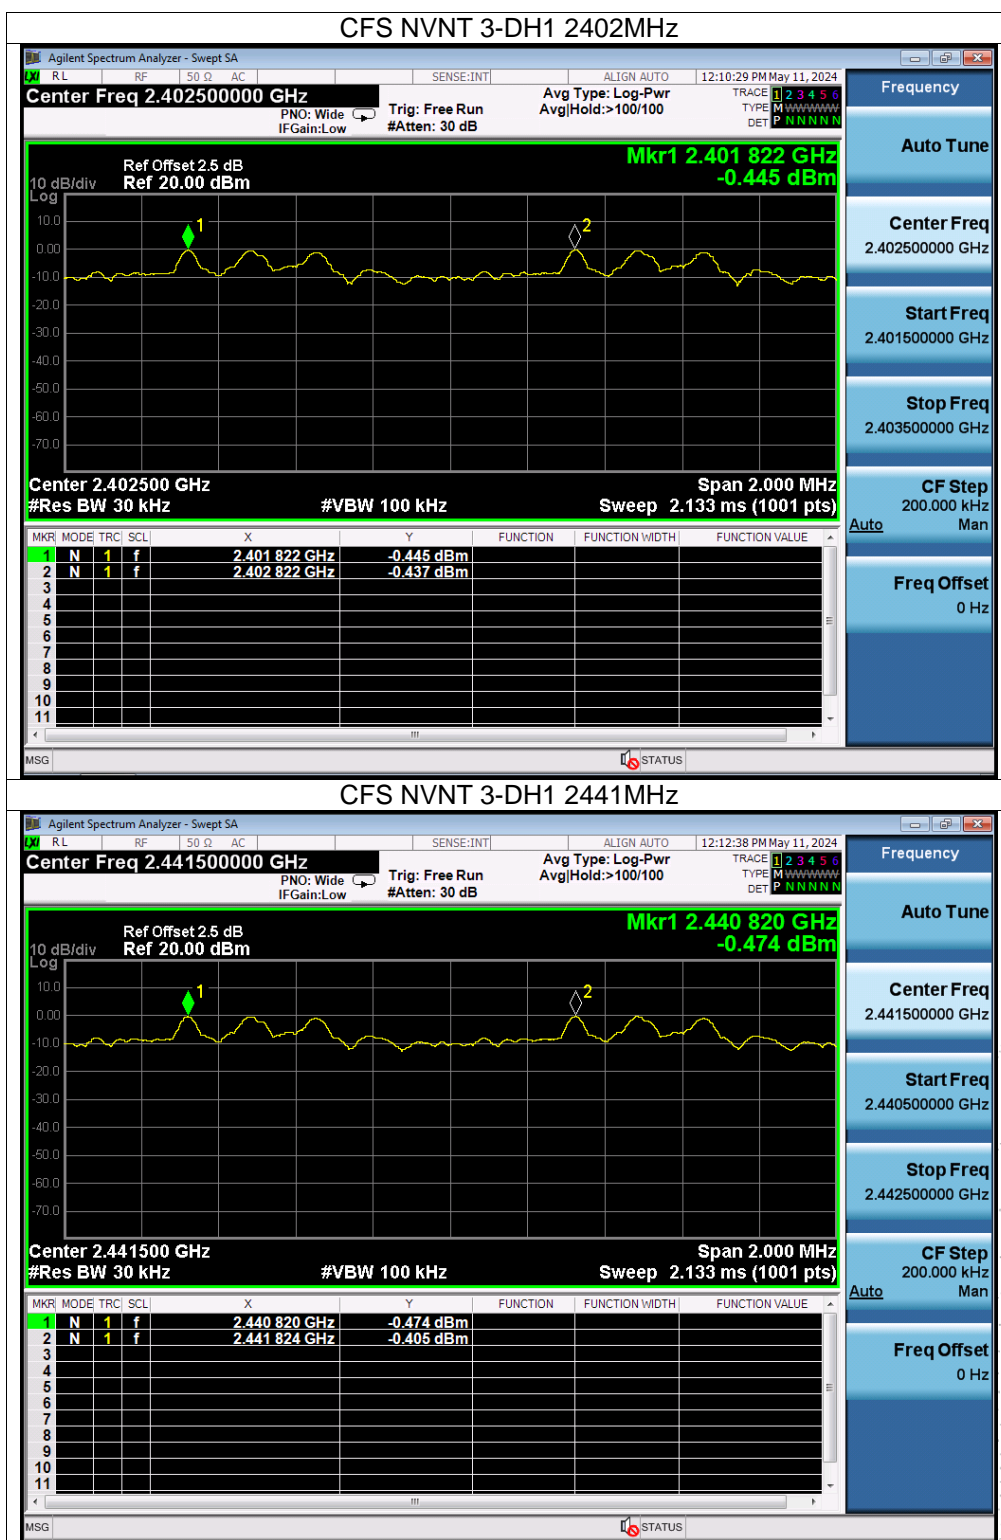 CFS NVNT 3-DH1 2402MHz
Agilent Spectrum Analyzer - Swept SA
LXI RL RF 50 Ω AC SENSE:INT ALIGN AUTO 12:10:29 PM May 11, 2024
Center Freq 2.402500000 GHz
PNO: Wide
IFGain:Low
Trig: Free Run
#Atten: 30 dB
Avg Type: Log-Pwr
Avg|Hold:>100/100
TRACE 1 2 3 4 5 6
TYPE M WWWWW
DET P N N N N N
Ref Offset 2.5 dB
10 dB/div Ref 20.00 dBm
Log
Mkr1 2.401 822 GHz
-0.445 dBm
10.0
0.00
-10.0
-20.0
-30.0
-40.0
-50.0
-60.0
-70.0
1
2
Center 2.402500 GHz Span 2.000 MHz
#Res BW 30 kHz #VBW 100 kHz Sweep 2.133 ms (1001 pts)
MKR MODE TRC SCL X Y FUNCTION FUNCTION WIDTH FUNCTION VALUE
1 N 1 f 2.401 822 GHz -0.445 dBm
2 N 1 f 2.402 822 GHz -0.437 dBm
3
4
5
6
7
8
9
10
11
MSG STATUS
Frequency
Auto Tune
Center Freq
2.402500000 GHz
Start Freq
2.401500000 GHz
Stop Freq
2.403500000 GHz
CF Step
200.000 kHz
Auto Man
Freq Offset
0 Hz
CFS NVNT 3-DH1 2441MHz
Agilent Spectrum Analyzer - Swept SA
LXI RL RF 50 Ω AC SENSE:INT ALIGN AUTO 12:12:38 PM May 11, 2024
Center Freq 2.441500000 GHz
PNO: Wide
IFGain:Low
Trig: Free Run
#Atten: 30 dB
Avg Type: Log-Pwr
Avg|Hold:>100/100
TRACE 1 2 3 4 5 6
TYPE M WWWWW
DET P N N N N N
Ref Offset 2.5 dB
10 dB/div Ref 20.00 dBm
Log
Mkr1 2.440 820 GHz
-0.474 dBm
10.0
0.00
-10.0
-20.0
-30.0
-40.0
-50.0
-60.0
-70.0
1
2
Center 2.441500 GHz Span 2.000 MHz
#Res BW 30 kHz #VBW 100 kHz Sweep 2.133 ms (1001 pts)
MKR MODE TRC SCL X Y FUNCTION FUNCTION WIDTH FUNCTION VALUE
1 N 1 f 2.440 820 GHz -0.474 dBm
2 N 1 f 2.441 824 GHz -0.405 dBm
3
4
5
6
7
8
9
10
11
MSG STATUS
Frequency
Auto Tune
Center Freq
2.441500000 GHz
Start Freq
2.440500000 GHz
Stop Freq
2.442500000 GHz
CF Step
200.000 kHz
Auto Man
Freq Offset
0 Hz